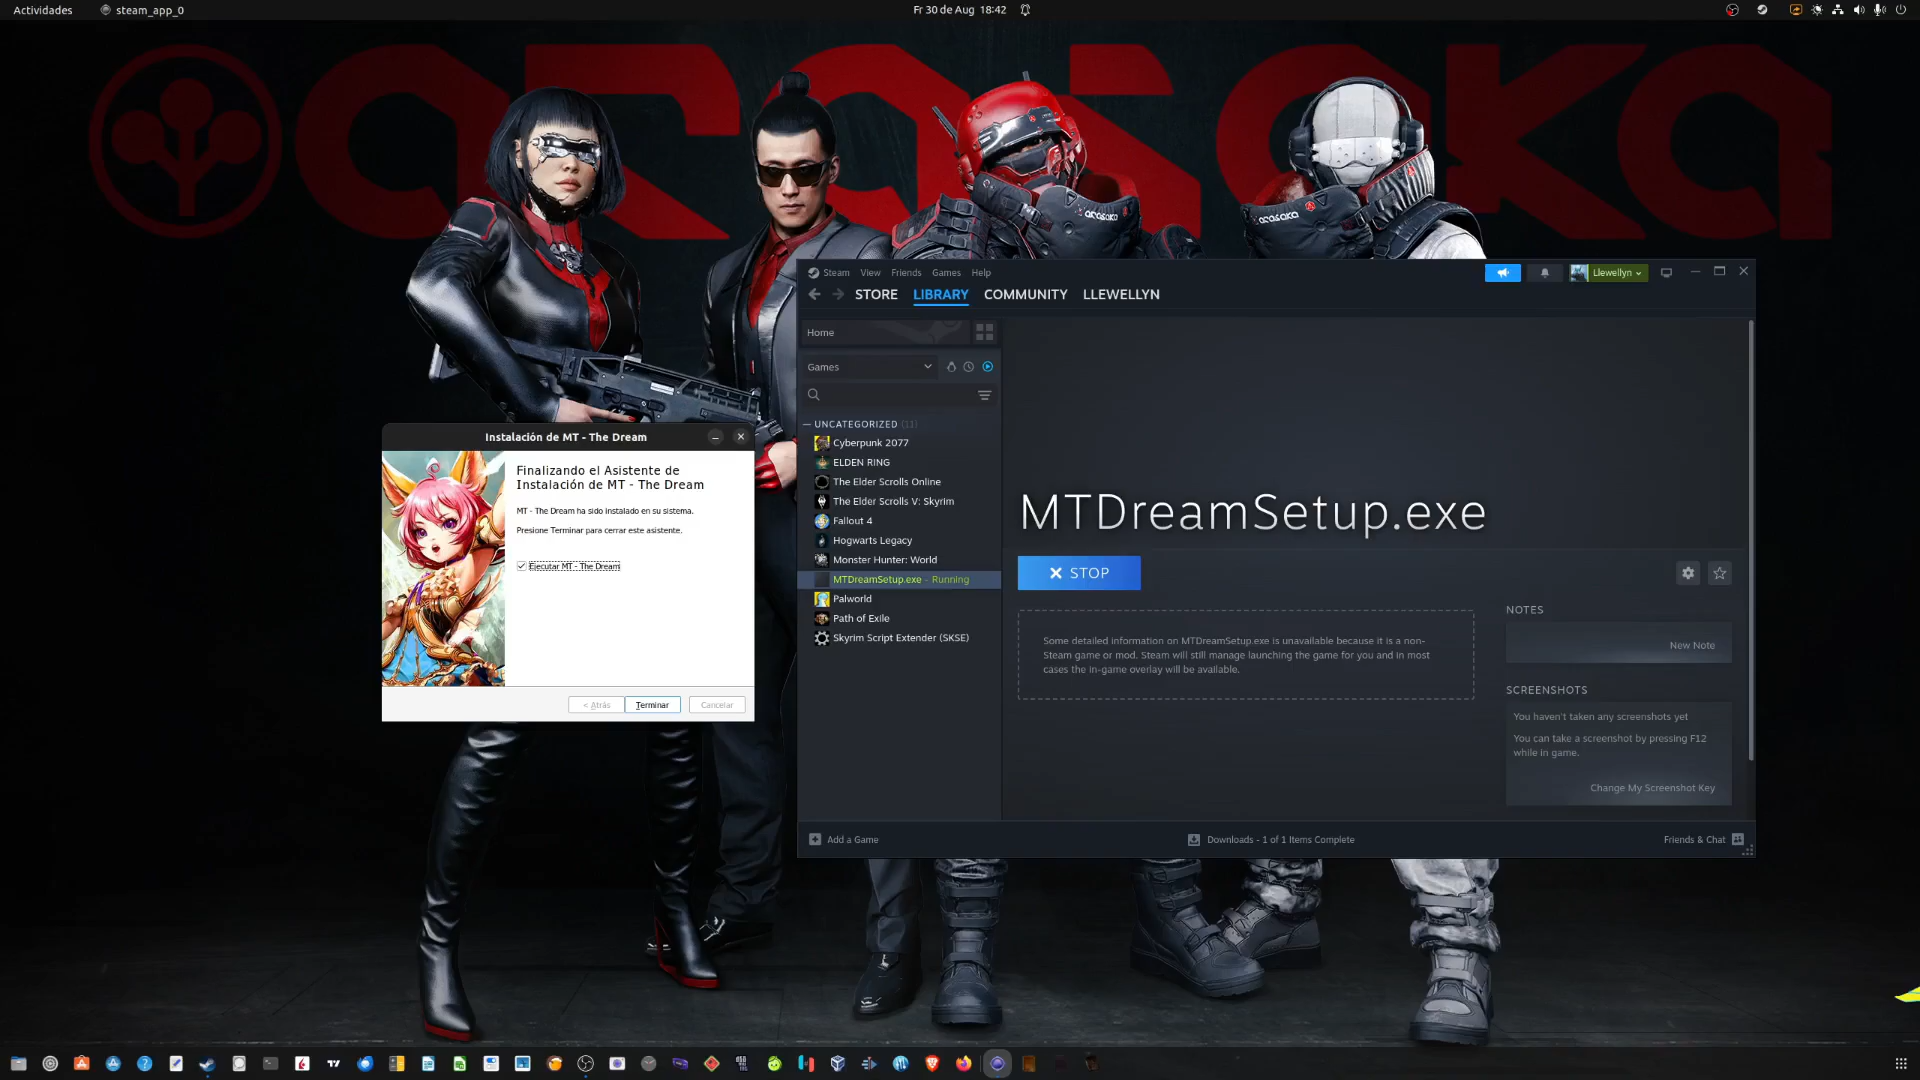 Actividades
steam_app_0
Fr 30 de Aug 18:42
arasaka
arasaka
arasaka
Steam View Friends Games Help
Llewellyn
STORE LIBRARY COMMUNITY LLEWELLYN
Home
Games
UNCATEGORIZED (11)
Cyberpunk 2077
ELDEN RING
The Elder Scrolls Online
The Elder Scrolls V: Skyrim
Fallout 4
Hogwarts Legacy
Monster Hunter: World
MTDreamSetup.exe - Running
Palworld
Path of Exile
Skyrim Script Extender (SKSE)
MTDreamSetup.exe
STOP
Some detailed information on MTDreamSetup.exe is unavailable because it is a non-
Steam game or mod. Steam will still manage launching the game for you and in most
cases the in-game overlay will be available.
NOTES
New Note
SCREENSHOTS
You haven't taken any screenshots yet
You can take a screenshot by pressing F12
while in game.
Change My Screenshot Key
Add a Game
Downloads - 1 of 1 Items Complete
Friends & Chat
Instalación de MT - The Dream
Finalizando el Asistente de
Instalación de MT - The Dream
MT - The Dream ha sido instalado en su sistema.
Presione Terminar para cerrar este asistente.
Ejecutar MT - The Dream
< Atrás
Terminar
Cancelar